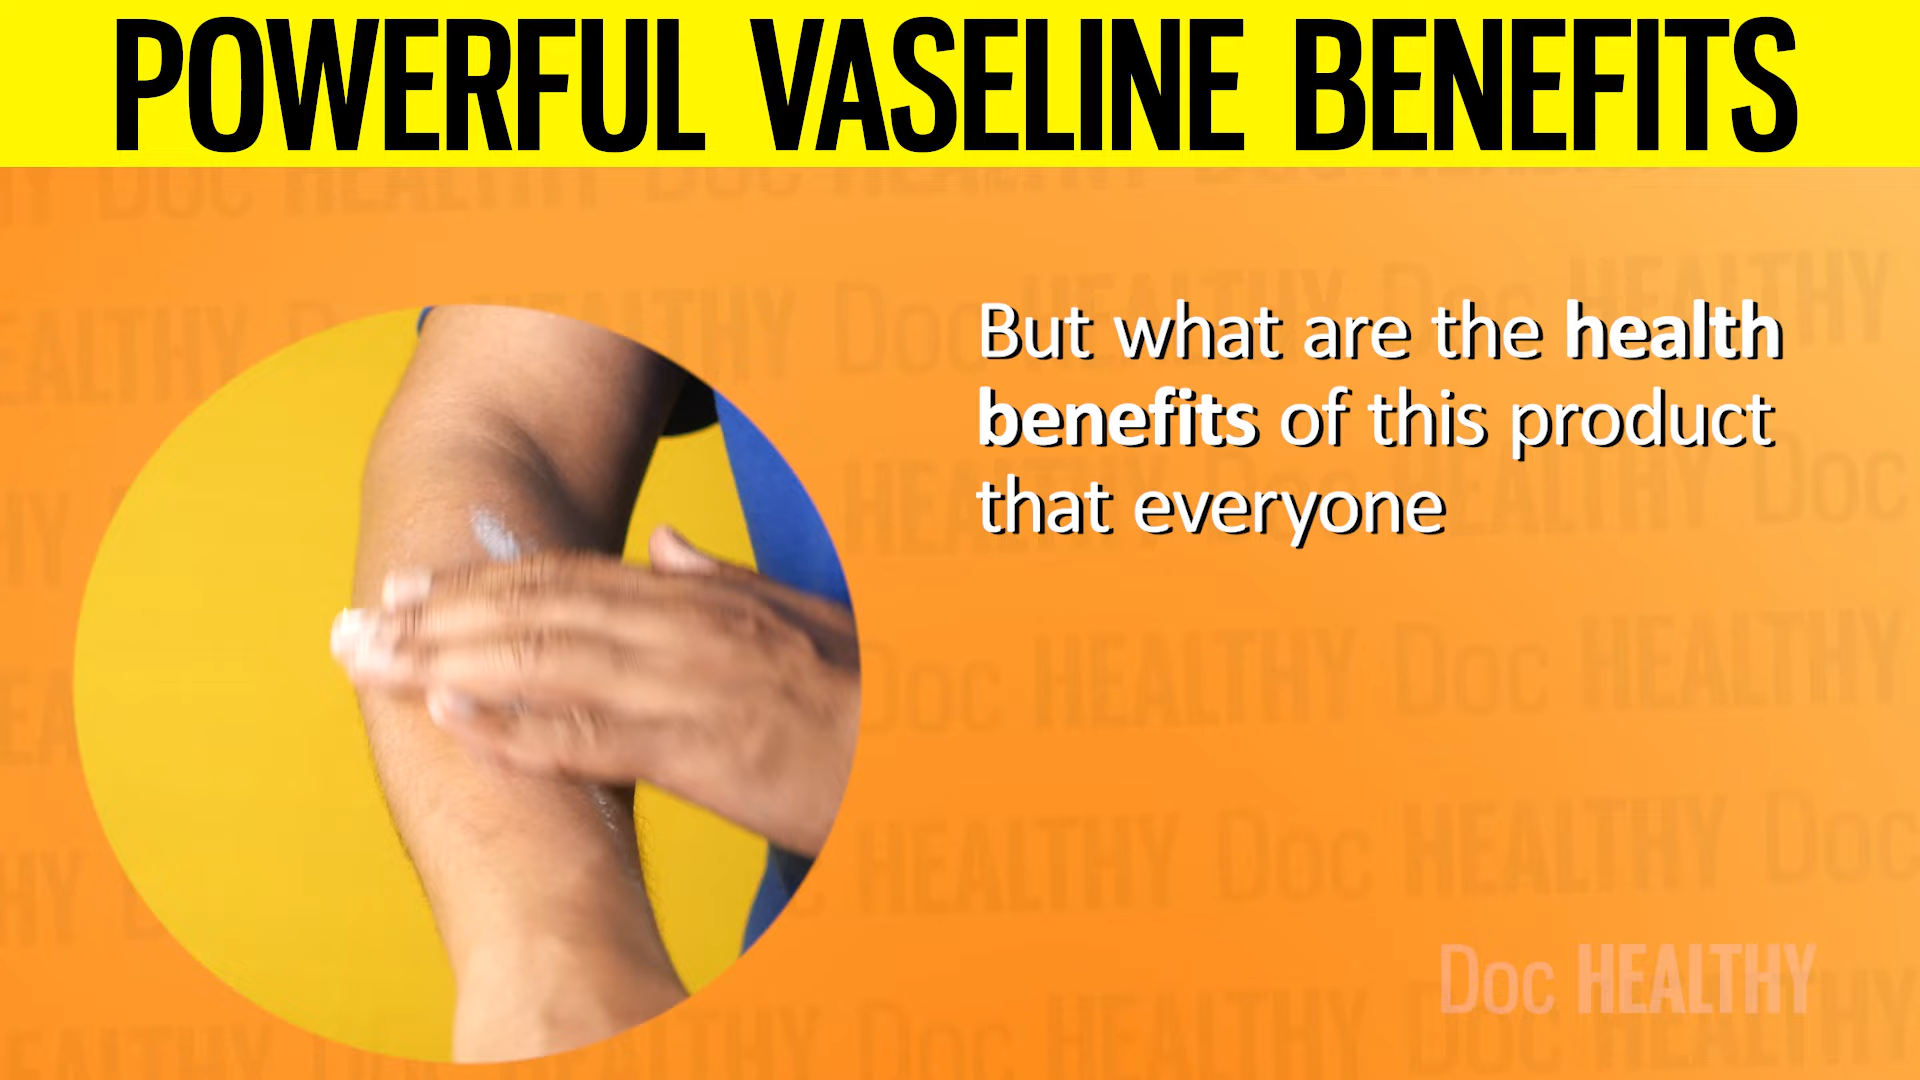 POWERFUL VASELINE BENEFITS
But what are the health
benefits of this product
that everyone
Doc HEALTHY